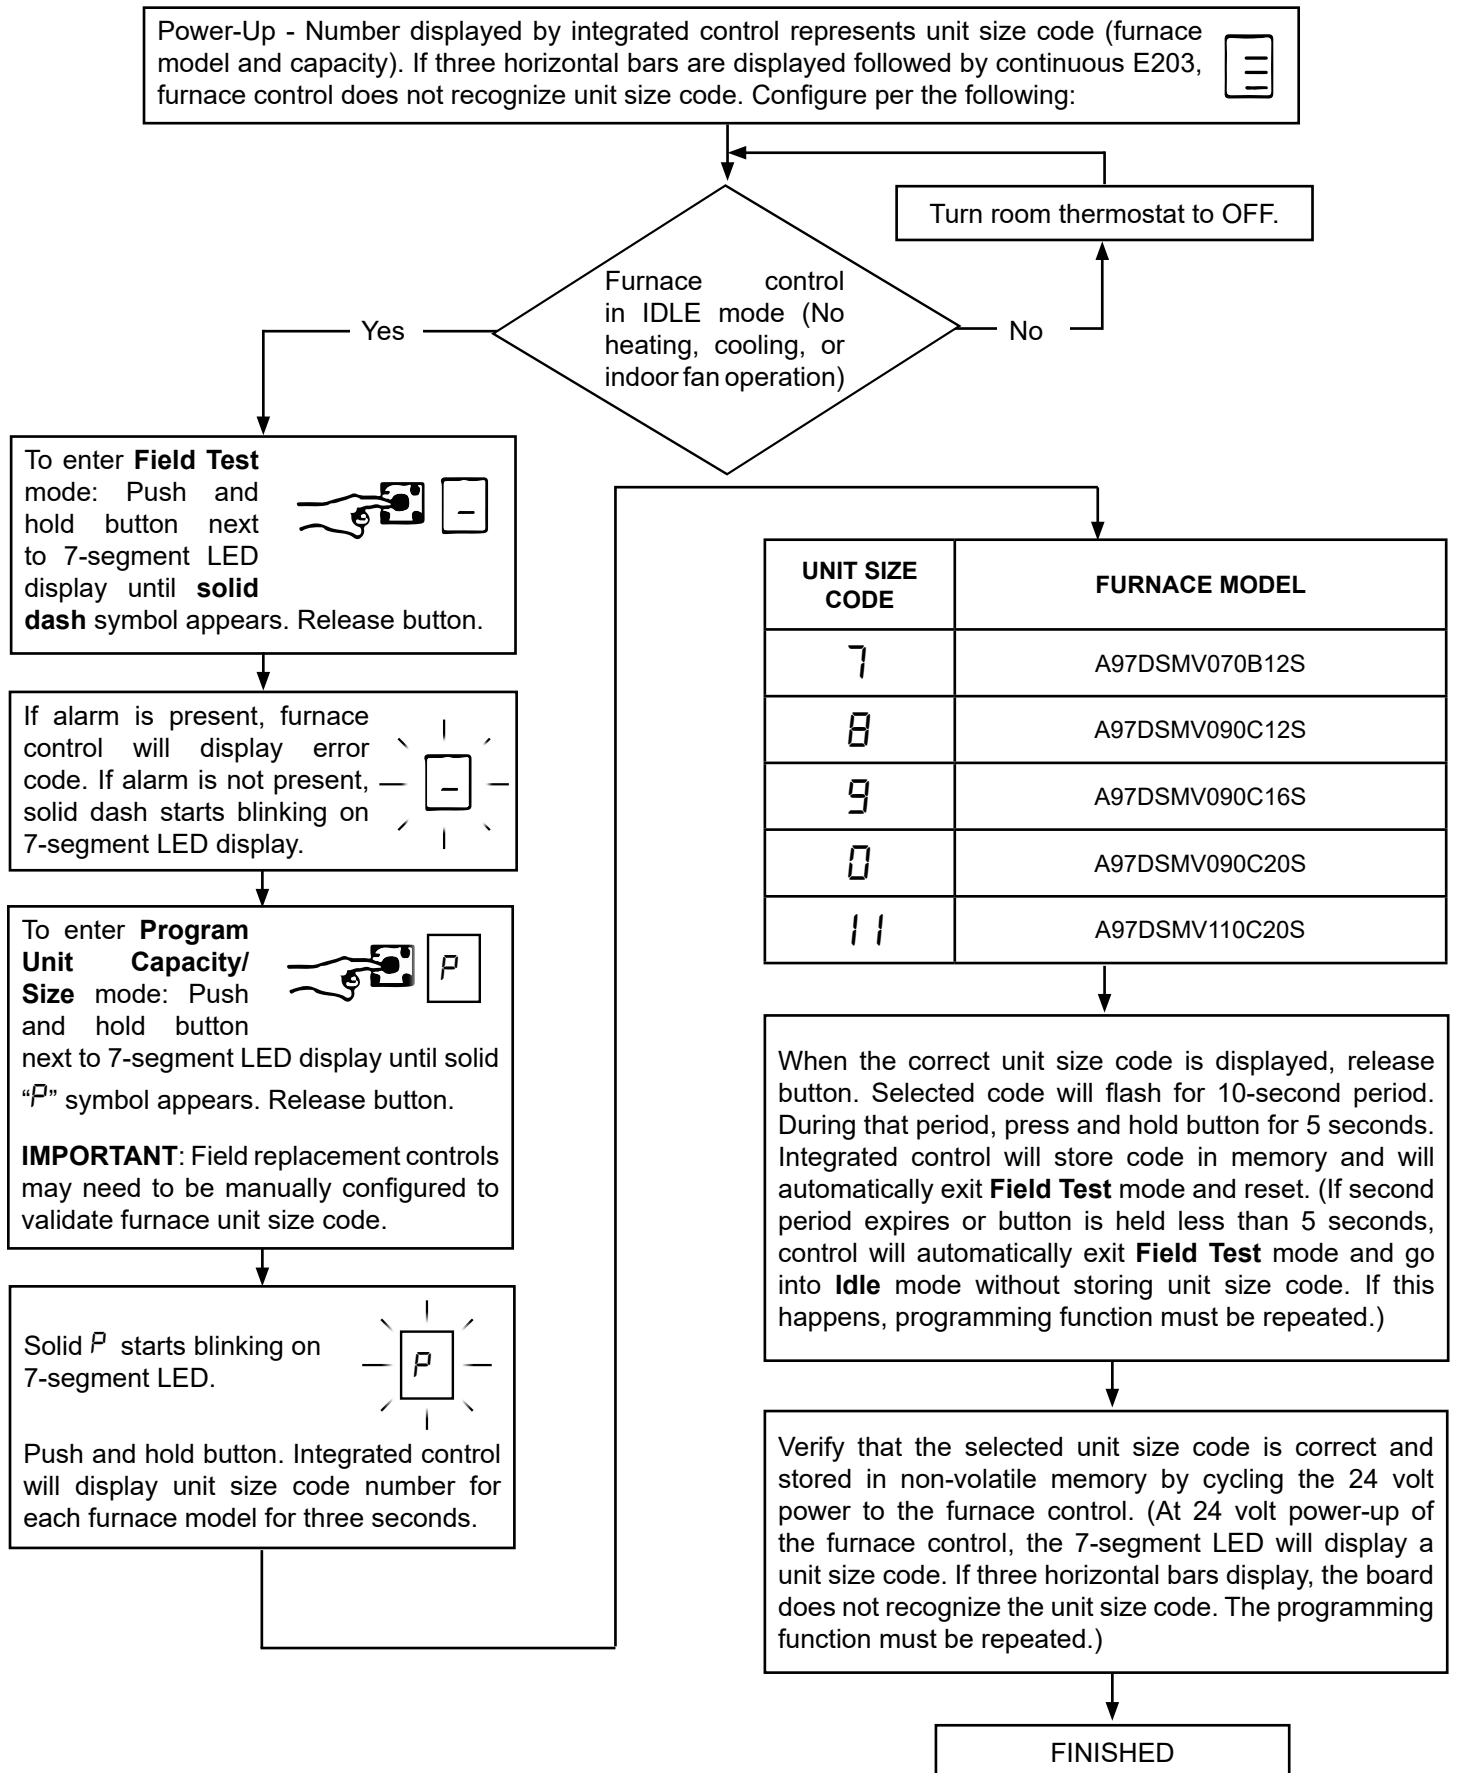 Power-Up - Number displayed by integrated control represents unit size code (furnace
model and capacity). If three horizontal bars are displayed followed by continuous E203,
furnace control does not recognize unit size code. Configure per the following:
Turn room thermostat to OFF.
Furnace control
in IDLE mode (No
heating, cooling, or
indoor fan operation)
Yes
No
To enter Field Test
mode: Push and
hold button next
to 7-segment LED
display until solid
dash symbol appears. Release button.
If alarm is present, furnace
control will display error
code. If alarm is not present,
solid dash starts blinking on
7-segment LED display.
To enter Program
Unit Capacity/
Size mode: Push
and hold button
next to 7-segment LED display until solid
“P” symbol appears. Release button.
P
IMPORTANT: Field replacement controls
may need to be manually configured to
validate furnace unit size code.
Solid P starts blinking on
7-segment LED.
P
Push and hold button. Integrated control
will display unit size code number for
each furnace model for three seconds.
UNIT SIZE
CODE
FURNACE MODEL
7 A97DSMV070B12S
8 A97DSMV090C12S
9 A97DSMV090C16S
0 A97DSMV090C20S
11 A97DSMV110C20S
When the correct unit size code is displayed, release
button. Selected code will flash for 10-second period.
During that period, press and hold button for 5 seconds.
Integrated control will store code in memory and will
automatically exit Field Test mode and reset. (If second
period expires or button is held less than 5 seconds,
control will automatically exit Field Test mode and go
into Idle mode without storing unit size code. If this
happens, programming function must be repeated.)
Verify that the selected unit size code is correct and
stored in non-volatile memory by cycling the 24 volt
power to the furnace control. (At 24 volt power-up of
the furnace control, the 7-segment LED will display a
unit size code. If three horizontal bars display, the board
does not recognize the unit size code. The programming
function must be repeated.)
FINISHED